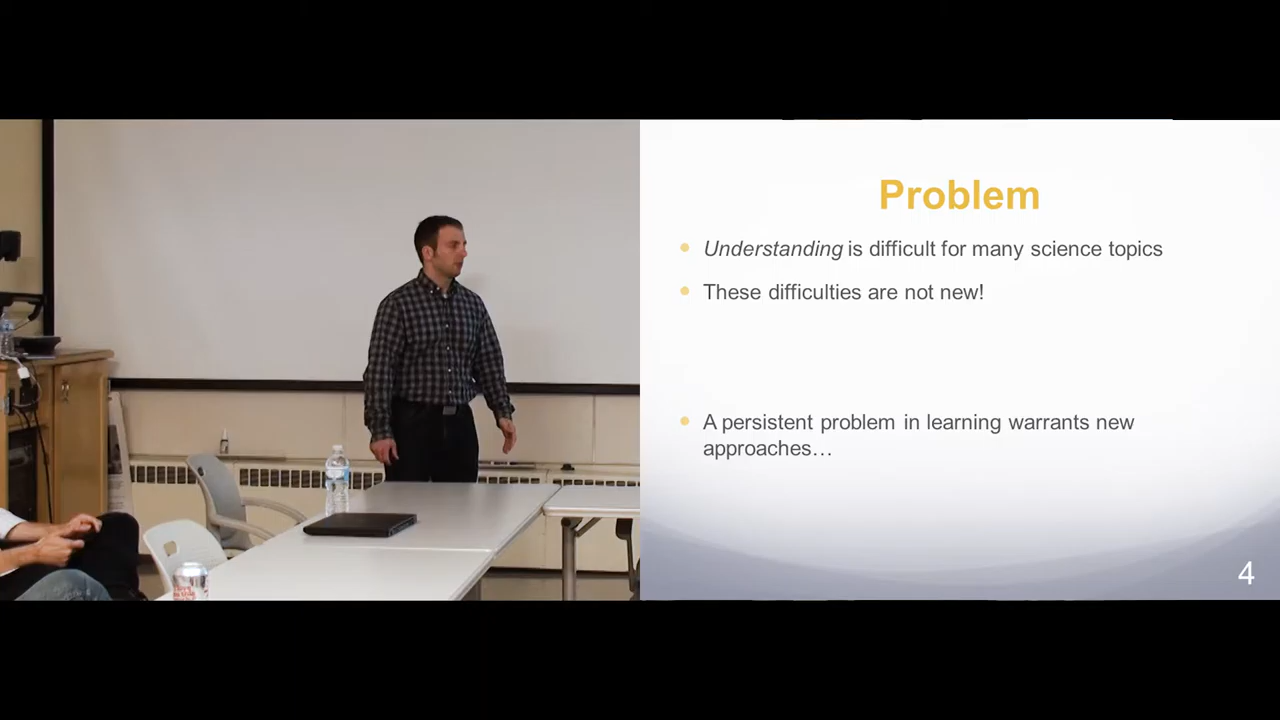 Problem
Understanding is difficult for many science topics
These difficulties are not new!
A persistent problem in learning warrants new
approaches…
4